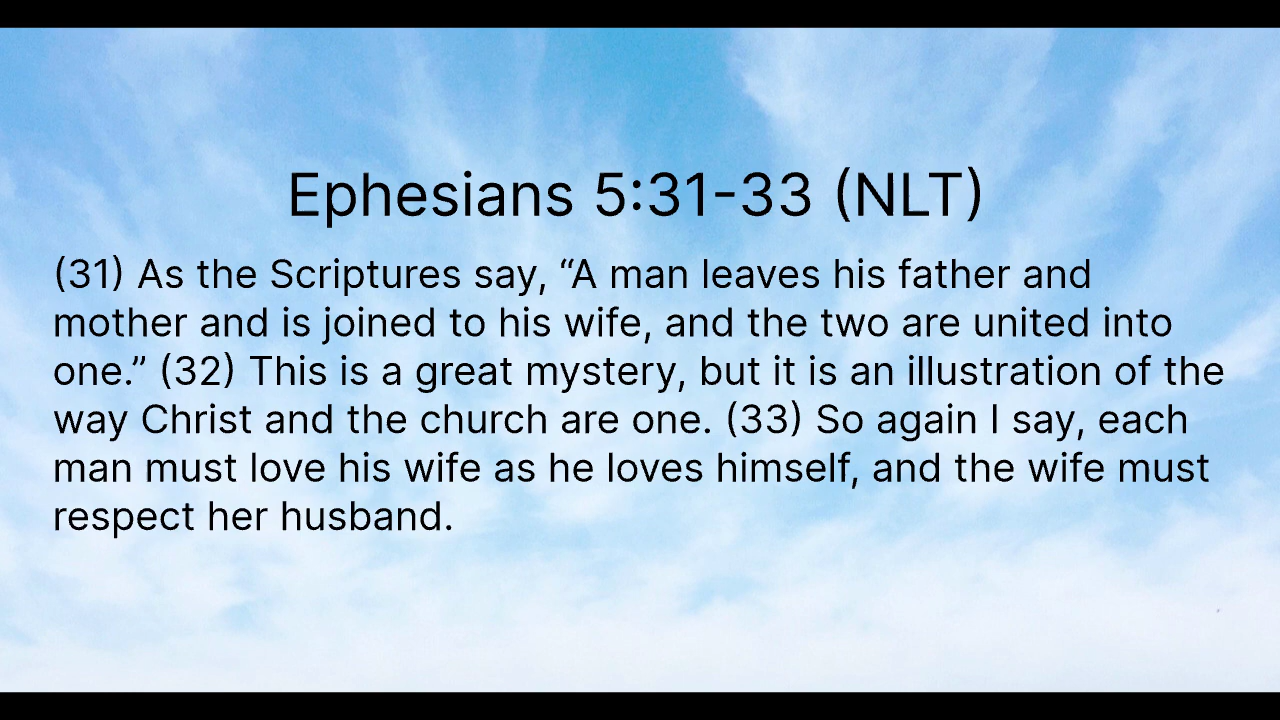 Ephesians 5:31-33 (NLT)
(31) As the Scriptures say, “A man leaves his father and
mother and is joined to his wife, and the two are united into
one.” (32) This is a great mystery, but it is an illustration of the
way Christ and the church are one. (33) So again I say, each
man must love his wife as he loves himself, and the wife must
respect her husband.